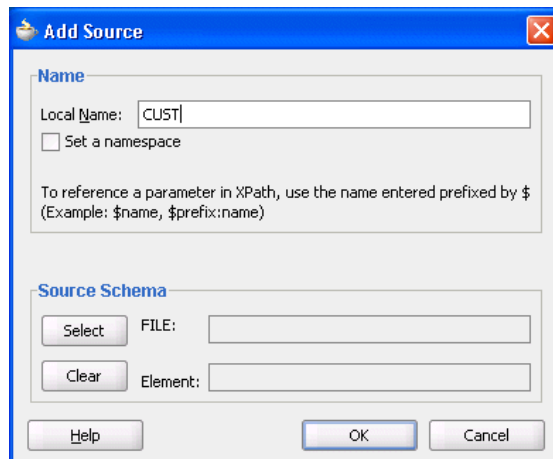 Add Source
Name
Local Name: CUST
Set a namespace
To reference a parameter in XPath, use the name entered prefixed by $
(Example: $name, $prefix:name)
Source Schema
Select FILE:
Clear Element:
Help OK Cancel